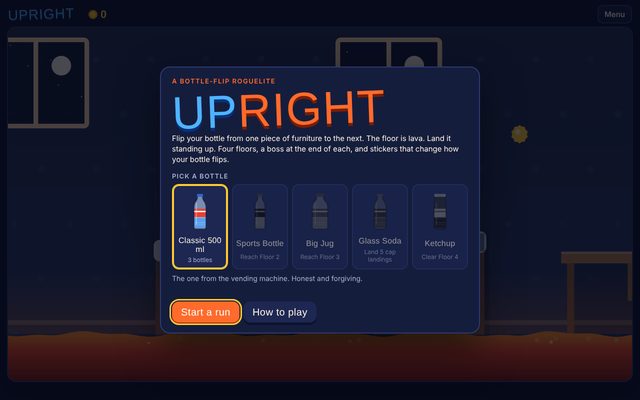 UPRIGHT
0
Menu
A BOTTLE-FLIP ROGUELITE
UPRIGHT
Flip your bottle from one piece of furniture to the next. The floor is lava. Land it
standing up. Four floors, a boss at the end of each, and stickers that change how
your bottle flips.
PICK A BOTTLE
Classic 500
ml
3 bottles
Sports Bottle
Reach Floor 2
Big Jug
Reach Floor 3
Glass Soda
Land 5 cap
landings
Ketchup
Clear Floor 4
The one from the vending machine. Honest and forgiving.
Start a run
How to play